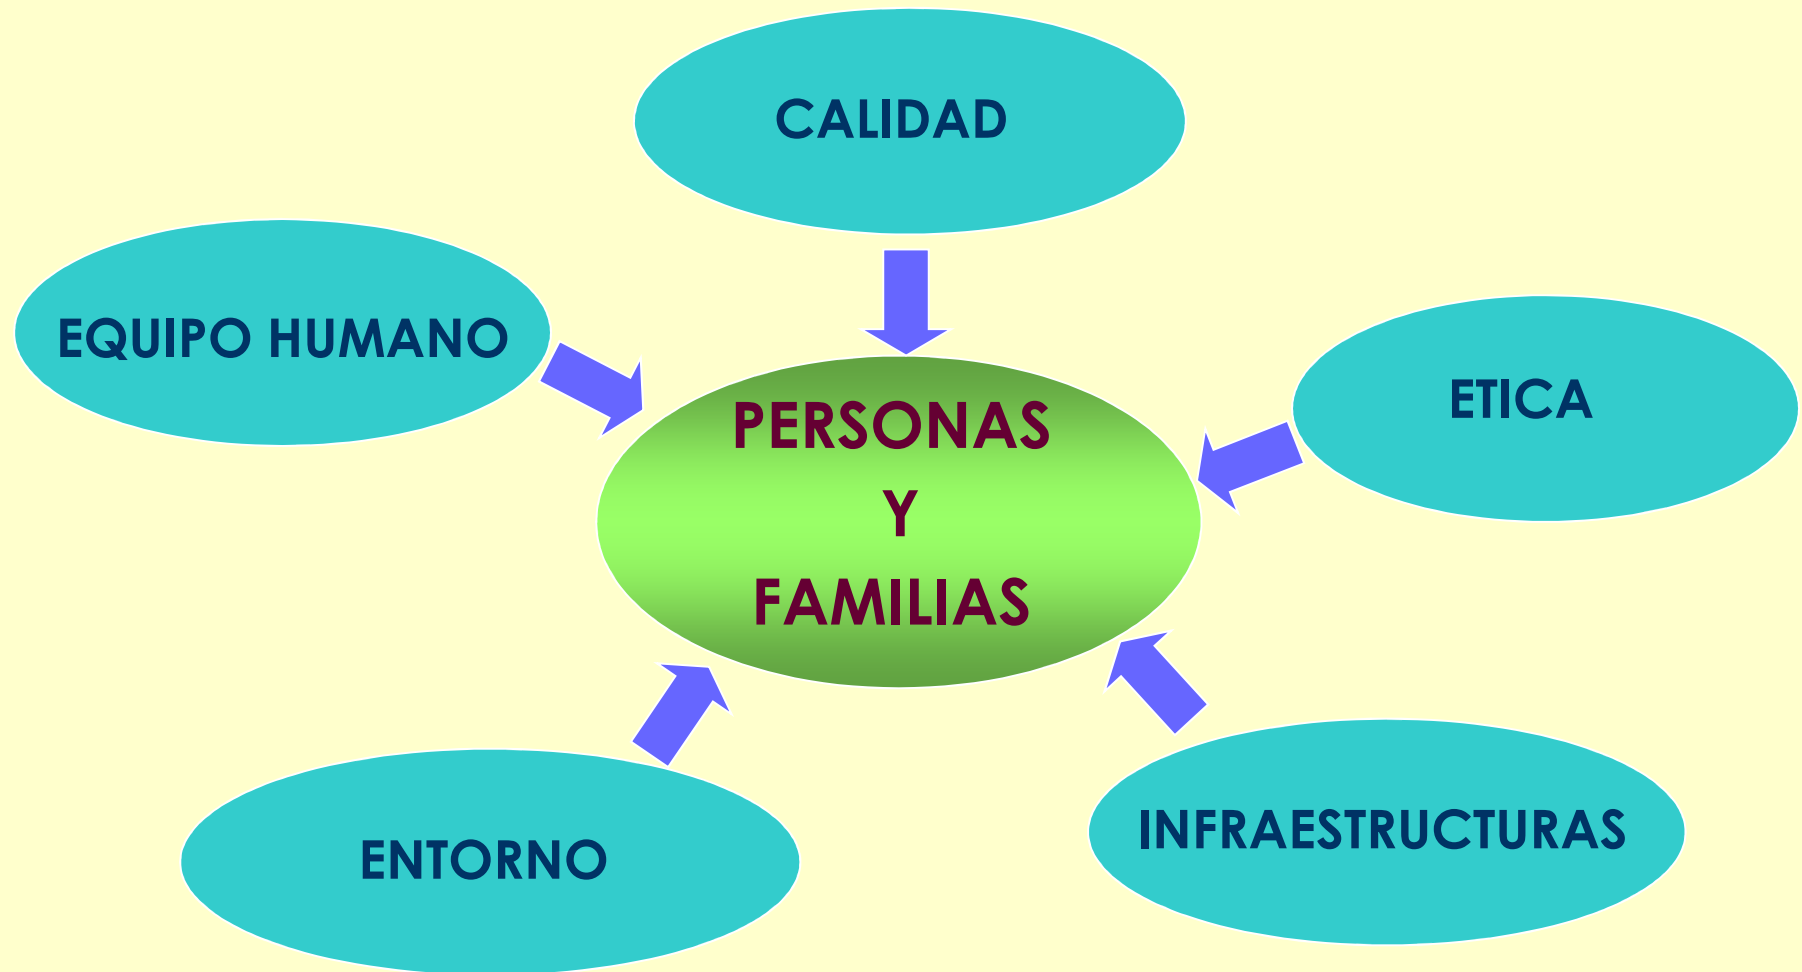 CALIDAD
EQUIPO HUMANO
ETICA
PERSONAS
Y
FAMILIAS
INFRAESTRUCTURAS
ENTORNO